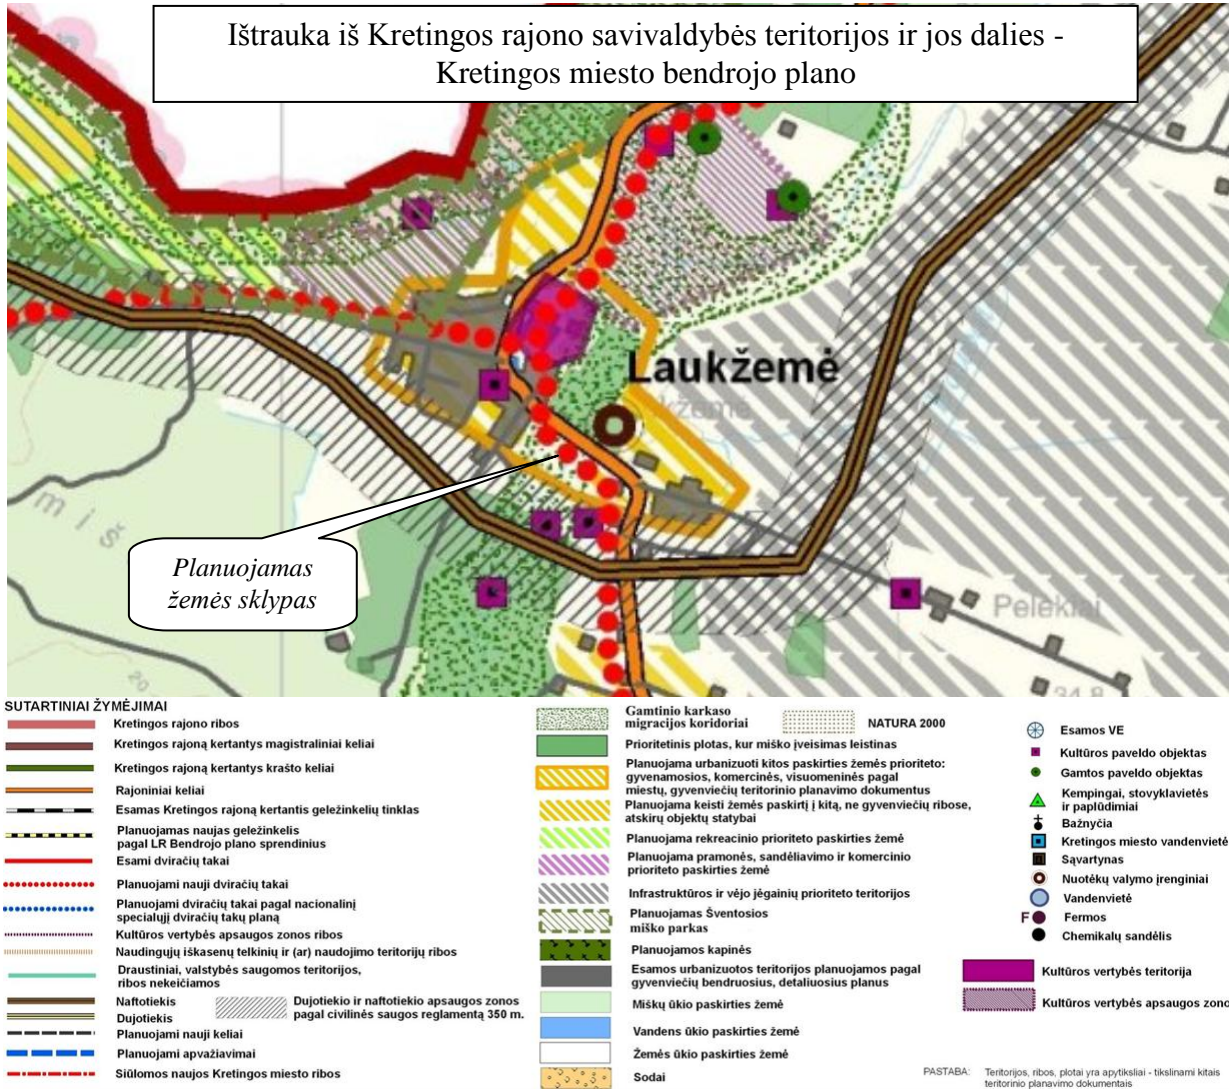 Ištrauka iš Kretingos rajono savivaldybės teritorijos ir jos dalies -
Kretingos miesto bendrojo plano
Laukžemė
kžemė
Planuojamas
žemės sklypas
m i š
Pelėkiai
20
34.8
SUTARTINIAI ŽYMĖJIMAI
Kretingos rajono ribos
Kretingos rajoną kertantys magistraliniai keliai
Kretingos rajoną kertantys krašto keliai
Rajoniniai keliai
Esamas Kretingos rajoną kertantis geležinkelių tinklas
Planuojamas naujas geležinkelis
pagal LR Bendrojo plano sprendinius
Esami dviračių takai
Planuojami nauji dviračių takai
Planuojami dviračių takai pagal nacionalinį
specialųjį dviračių takų planą
Kultūros vertybės apsaugos zonos ribos
Naudingųjų iškasenų telkinių ir (ar) naudojimo teritorijų ribos
Draustiniai, valstybės saugomos teritorijos,
ribos nekeičiamos
Naftotiekis
Dujotiekis
Dujotiekio ir naftotiekio apsaugos zonos
pagal civilinės saugos reglamentą 350 m.
Planuojami nauji keliai
Planuojami apvažiavimai
Siūlomos naujos Kretingos miesto ribos
Gamtinio karkaso
migracijos koridoriai
NATURA 2000
Prioritetinis plotas, kur miško įveisimas leistinas
Planuojama urbanizuoti kitos paskirties žemės prioriteto:
gyvenamosios, komercinės, visuomeninės pagal
miestų, gyvenviečių teritorinio planavimo dokumentus
Planuojama keisti žemės paskirtį į kitą, ne gyvenviečių ribose,
atskirų objektų statybai
Planuojama rekreacinio prioriteto paskirties žemė
Planuojama pramonės, sandėliavimo ir komercinio
prioriteto paskirties žemė
Infrastruktūros ir vėjo jėgainių prioriteto teritorijos
Planuojamas Šventosios
miško parkas
Planuojamos kapinės
Esamos urbanizuotos teritorijos planuojamos pagal
gyvenviečių bendruosius, detaliuosius planus
Miškų ūkio paskirties žemė
Vandens ūkio paskirties žemė
Žemės ūkio paskirties žemė
Sodai
Esamos VE
Kultūros paveldo objektas
Gamtos paveldo objektas
Kempingai, stovyklavietės
ir paplūdimiai
Bažnyčia
Kretingos miesto vandenvietė
Sąvartynas
Nuotėkų valymo įrenginiai
Vandenvietė
F Fermos
Chemikalų sandėlis
Kultūros vertybės teritorija
Kultūros vertybės apsaugos zono
PASTABA: Teritorijos, ribos, plotai yra apytiksliai - tikslinami kitais
teritorinio planavimo dokumentais